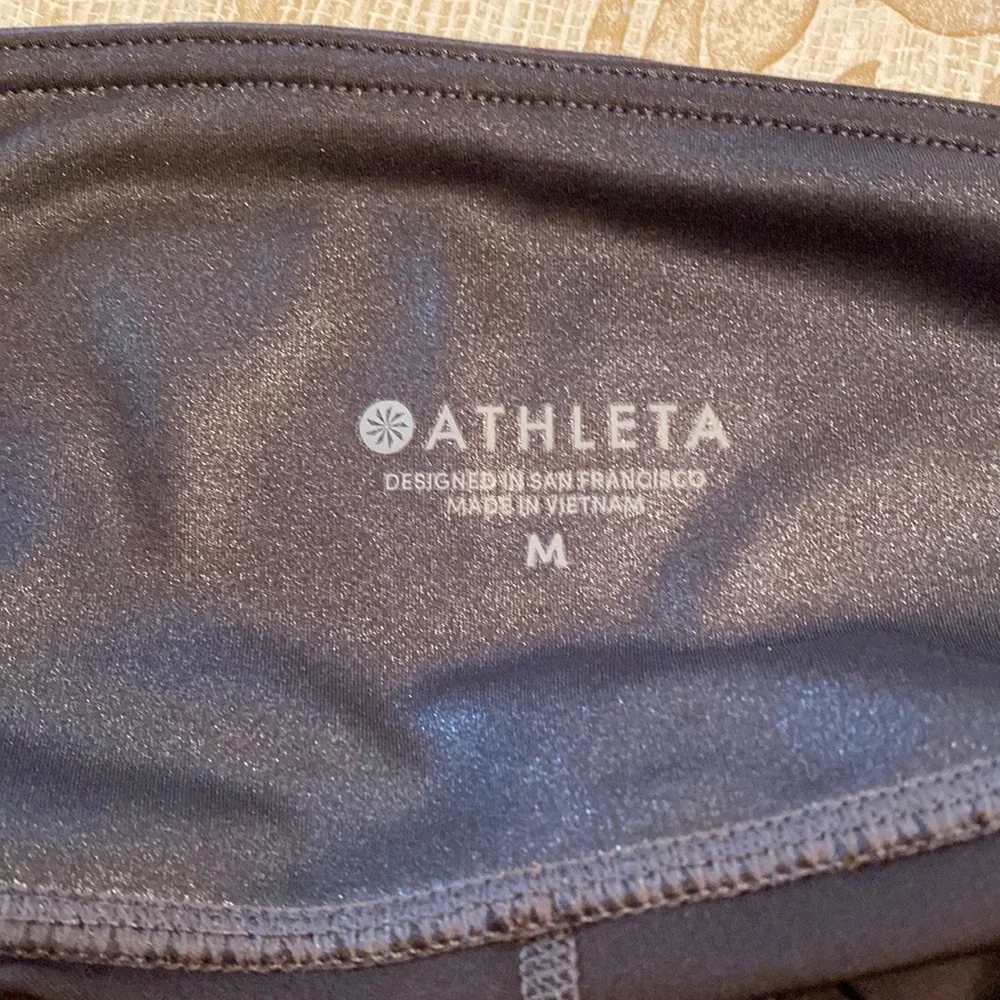 ATHLETA
DESIGNED IN SAN FRANCISCO
MADE IN VIETNAM
M